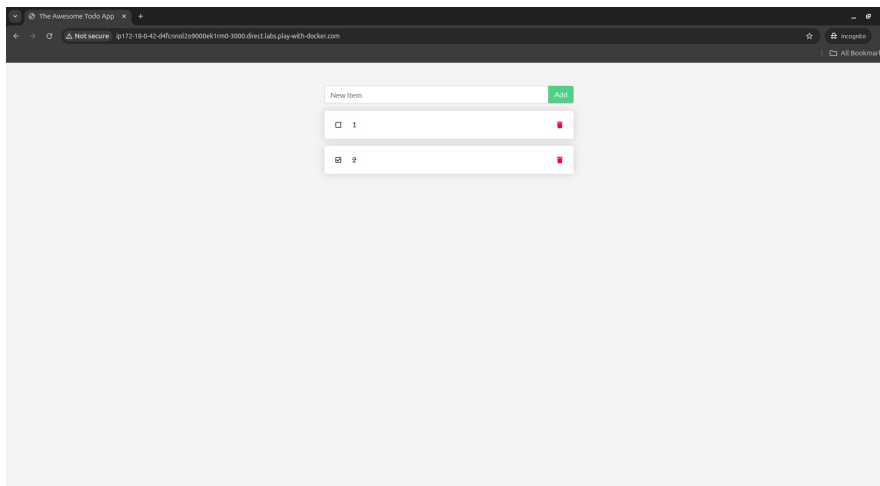 The Awesome Todo App
Not secure ip172-18-0-42-d4fcnnol2o9000ek1rm0-3000.direct.labs.play-with-docker.com
Incognito
All Bookmar
New Item
Add
1
2